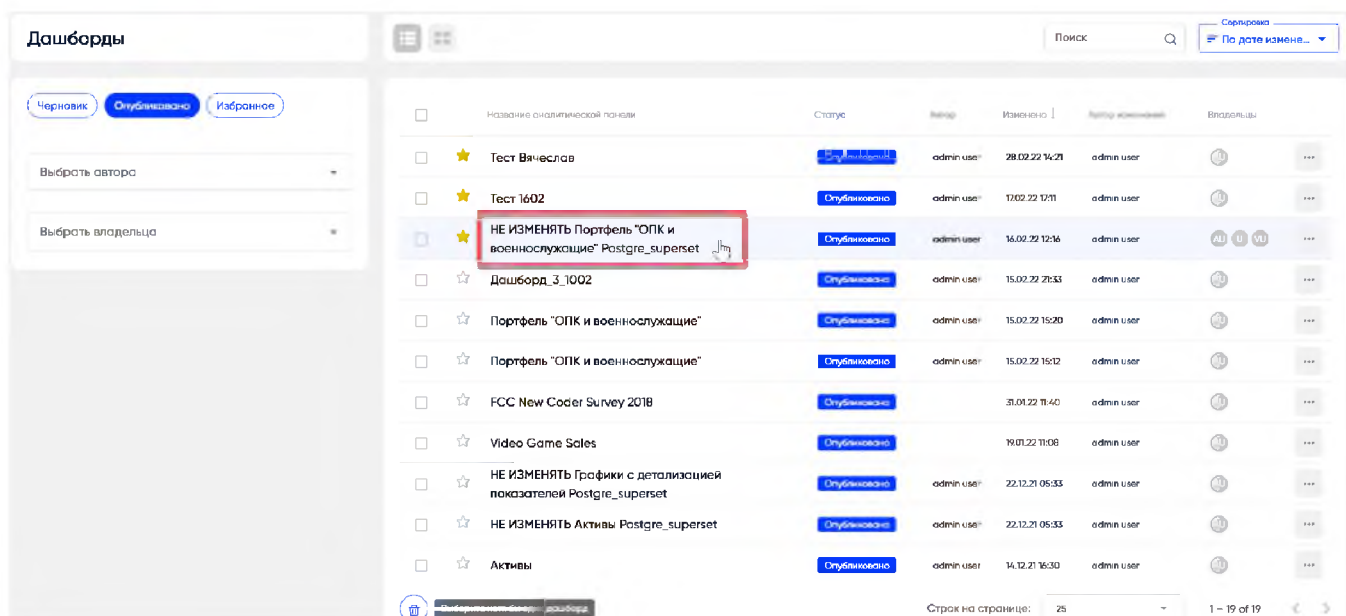 Дашборды
Поиск
Сортировка
По дате измене...
Черновик
Опубликовано
Избранное
Выбрать автора
Выбрать владельца
Название аналитической панели Статус Автор Изменено Автор изменений Владельцы
Тест Вячеслав Опубликовано admin user 28.02.22 14:21 admin user
Тест 1602 Опубликовано admin user 17.02.22 17:11 admin user
НЕ ИЗМЕНЯТЬ Портфель "ОПК и
военнослужащие" Postgre_superset Опубликовано admin user 16.02.22 12:16 admin user AU U VU
Дашборд_3_1002 Опубликовано admin user 15.02.22 21:33 admin user
Портфель "ОПК и военнослужащие" Опубликовано admin user 15.02.22 15:20 admin user
Портфель "ОПК и военнослужащие" Опубликовано admin user 15.02.22 15:12 admin user
FCC New Coder Survey 2018 Опубликовано 31.01.22 11:40 admin user
Video Game Sales Опубликовано 19.01.22 11:08 admin user
НЕ ИЗМЕНЯТЬ Графики с детализацией
показателей Postgre_superset Опубликовано admin user 22.12.21 05:33 admin user
НЕ ИЗМЕНЯТЬ Активы Postgre_superset Опубликовано admin user 22.12.21 05:33 admin user
Активы Опубликовано admin user 14.12.21 16:30 admin user
дашборд
Строк на странице: 25 1 – 19 of 19